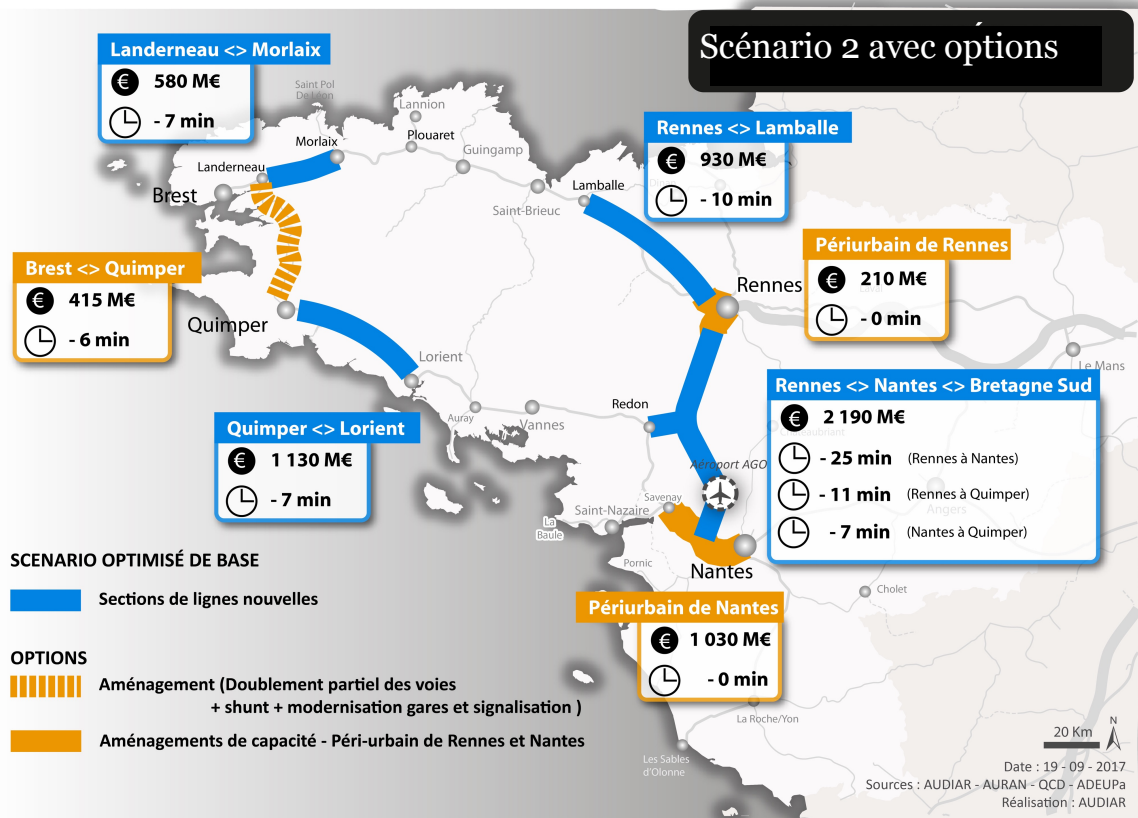 Scénario 2 avec options
Landerneau <> Morlaix
€ 580 M€
- 7 min
Saint Pol
De Léon
Lannion
Plouaret
Morlaix
Guingamp
Landerneau
Brest
Saint-Brieuc
Lamballe
Rennes <> Lamballe
€ 930 M€
- 10 min
Périurbain de Rennes
€ 210 M€
- 0 min
Brest <> Quimper
€ 415 M€
- 6 min
Quimper
Rennes
Le Mans
Lorient
Auray
Vannes
Redon
Quimper <> Lorient
€ 1 130 M€
- 7 min
Rennes <> Nantes <> Bretagne Sud
€ 2 190 M€
Châteaubriant
- 25 min (Rennes à Nantes)
- 11 min (Rennes à Quimper)
- 7 min (Nantes à Quimper)
Angers
Aéroport AGO
Savenay
Saint-Nazaire
La
Baule
Pornic
Nantes
Cholet
Périurbain de Nantes
€ 1 030 M€
- 0 min
La Roche/Yon
Les Sables
d'Olonne
SCENARIO OPTIMISÉ DE BASE
Sections de lignes nouvelles
OPTIONS
Aménagement (Doublement partiel des voies
+ shunt + modernisation gares et signalisation )
Aménagements de capacité - Péri-urbain de Rennes et Nantes
20 Km
N
Date : 19 - 09 - 2017
Sources : AUDIAR - AURAN - QCD - ADEUPa
Réalisation : AUDIAR